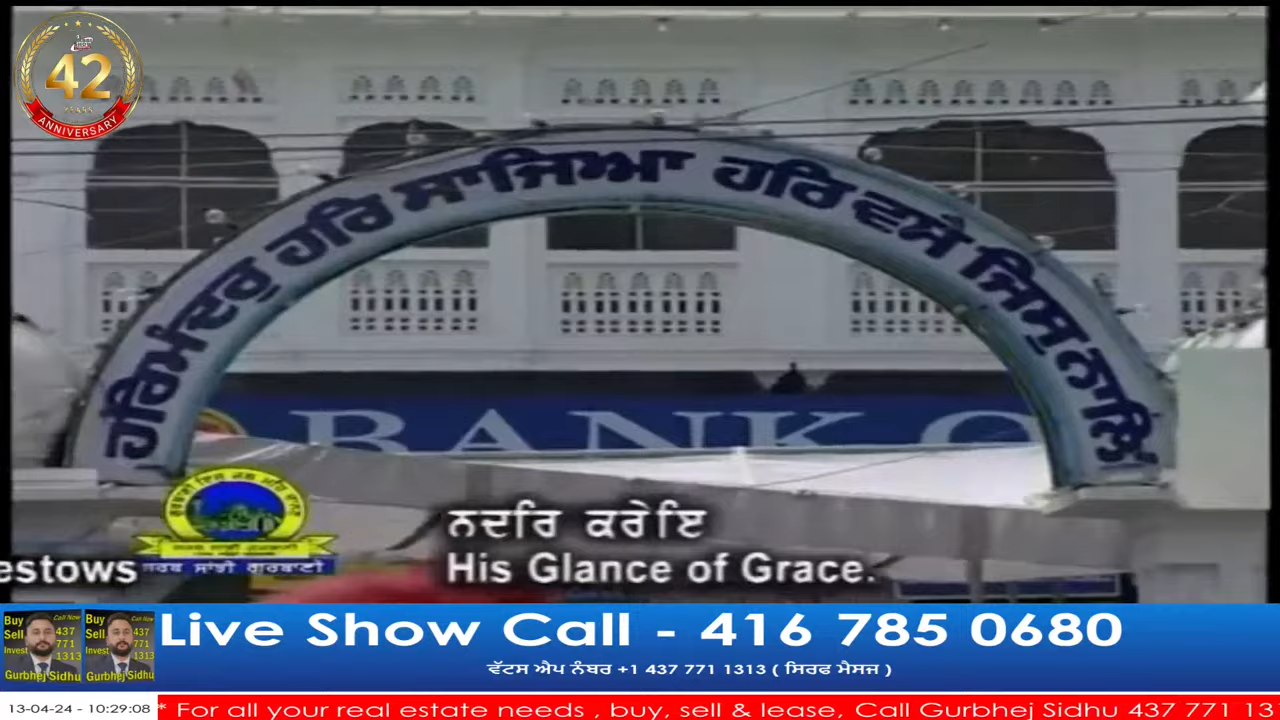 42
YEARS
ANNIVERSARY
ਹਰਿਮੰਦਰੁ ਹਰਿ ਸਾਜਿਆ ਹਰਿ ਵਸੈ ਜਿਸੁ ਨਾਲਿ
BANK O
ਸਰਬ ਸਾਂਝੀ ਗੁਰਬਾਣੀ
ਨਦਰਿ ਕਰੇਇ
estows
His Glance of Grace.
Buy
Sell
Invest
Call Now
437
771
1313
Gurbhej Sidhu
Buy
Sell
Invest
Call Now
437
771
1313
Gurbhej Sidhu
Live Show Call - 416 785 0680
ਵੱਟਸ ਐਪ ਨੰਬਰ +1 437 771 1313 ( ਸਿਰਫ ਮੈਸਜ )
13-04-24 - 10:29:08
* For all your real estate needs , buy, sell & lease, Call Gurbhej Sidhu 437 771 13